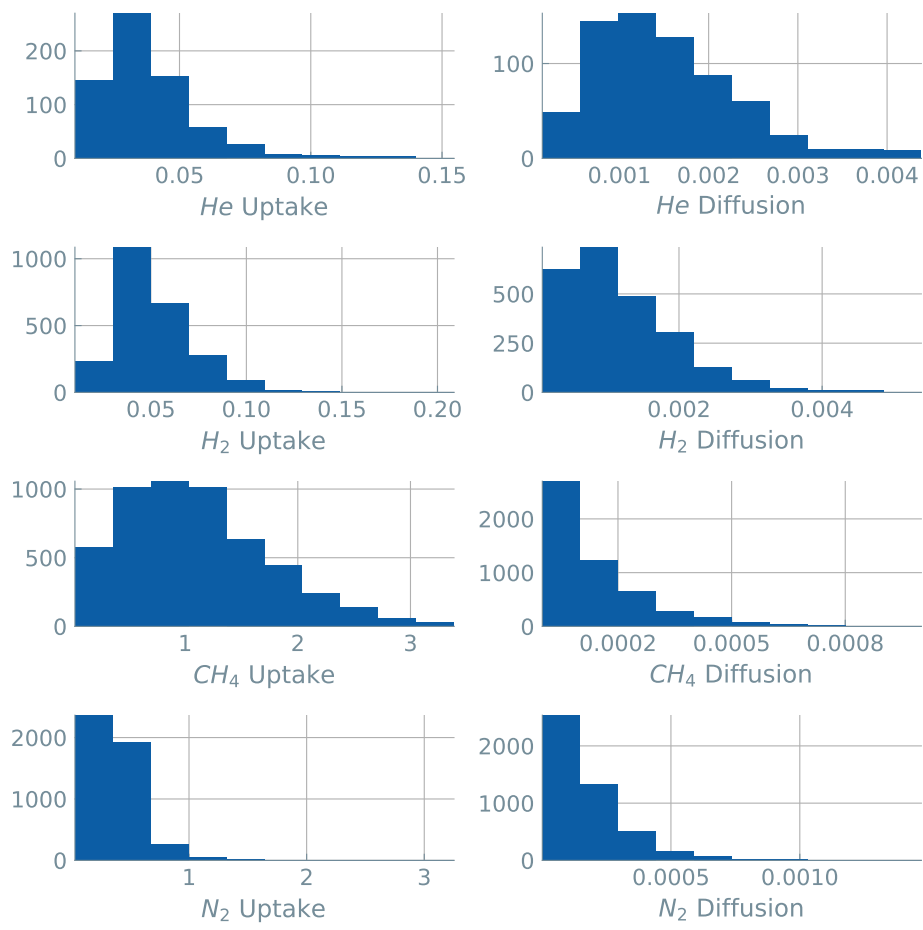 200
100
0
0.05 0.10 0.15
He Uptake
100
0
0.001 0.002 0.003 0.004
He Diffusion
1000
500
0
0.05 0.10 0.15 0.20
H₂ Uptake
500
250
0
0.002 0.004
H₂ Diffusion
1000
500
0
1 2 3
CH₄ Uptake
2000
1000
0
0.0002 0.0005 0.0008
CH₄ Diffusion
2000
1000
0
1 2 3
N₂ Uptake
2000
1000
0
0.0005 0.0010
N₂ Diffusion